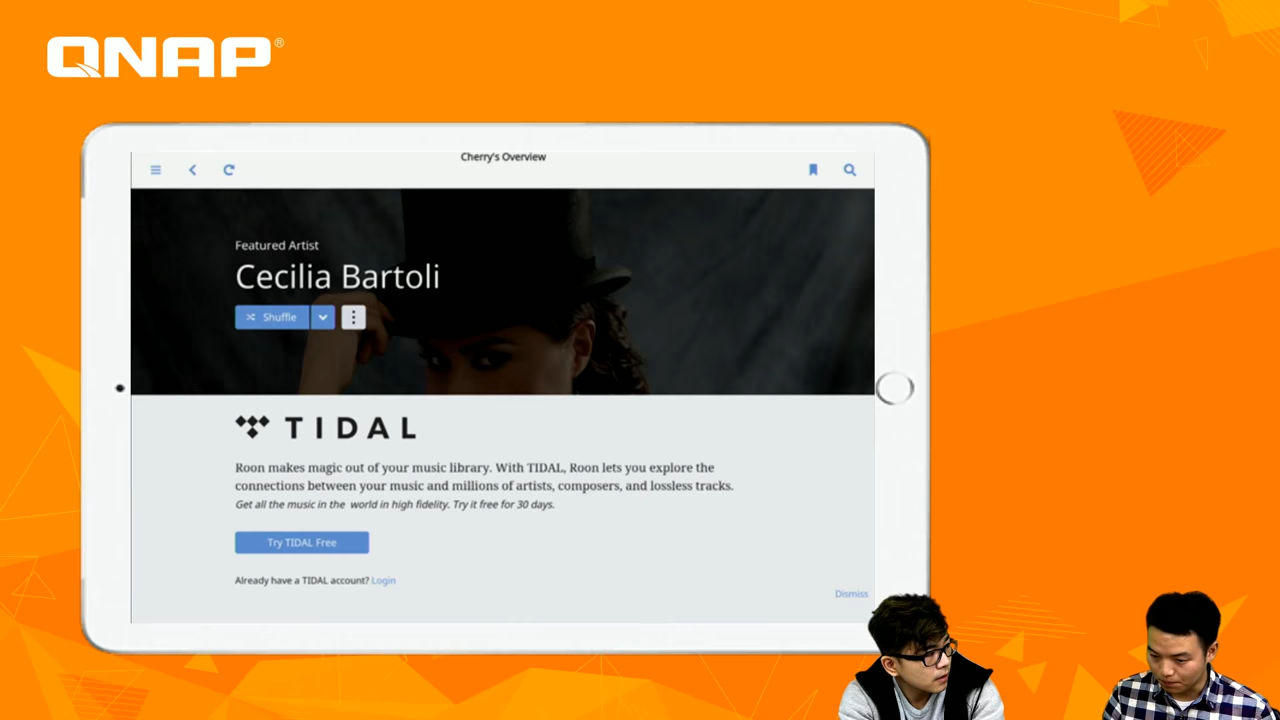 QNAP®
Cherry's Overview
Featured Artist
Cecilia Bartoli
Shuffle
TIDAL
Roon makes magic out of your music library. With TIDAL, Roon lets you explore the
connections between your music and millions of artists, composers, and lossless tracks.
Get all the music in the world in high fidelity. Try it free for 30 days.
Try TIDAL Free
Already have a TIDAL account? Login
Dismiss